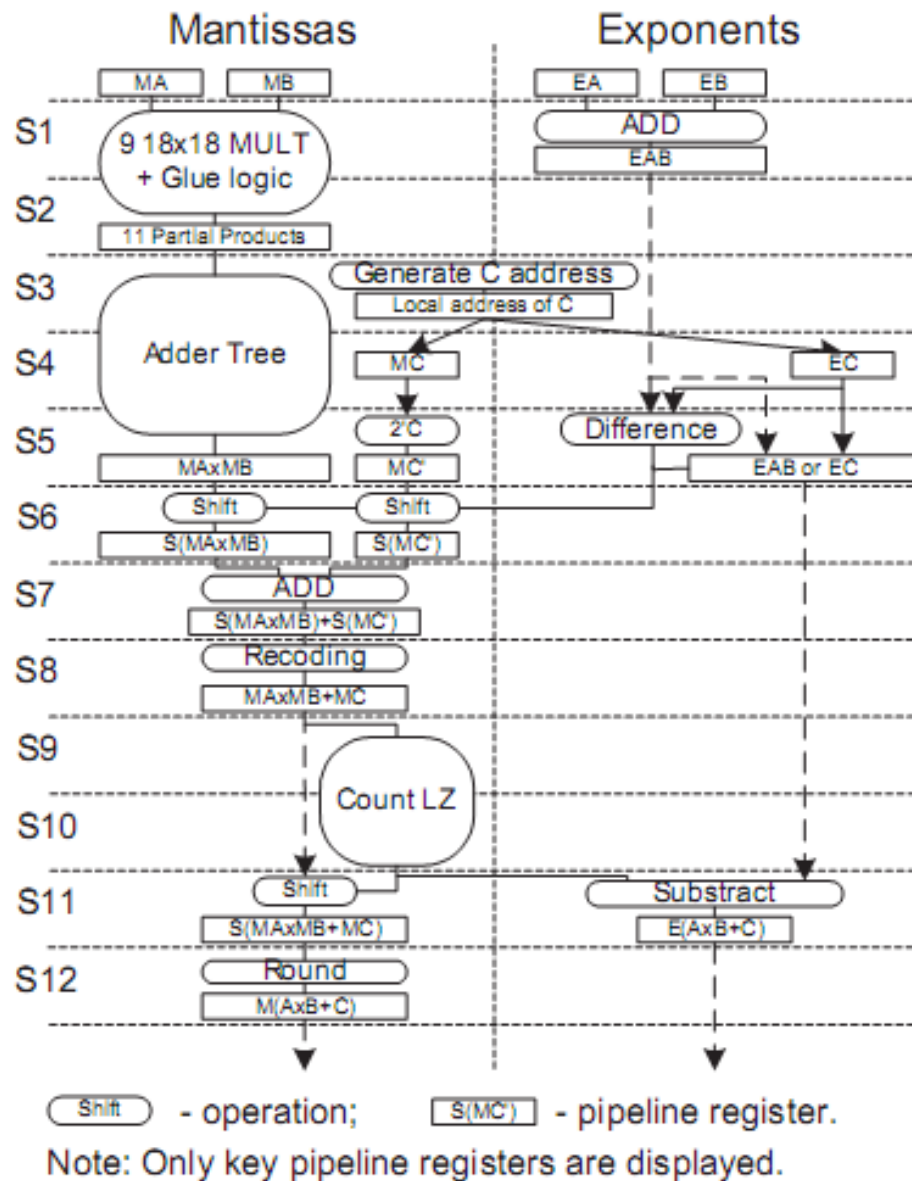 Mantissas Exponents
MA MB EA EB
S1 9 18x18 MULT + Glue logic ADD
EAB
S2
11 Partial Products
S3 Generate C address
Local address of C
S4 Adder Tree MC EC
S5 2'C Difference
MAxMB MC' EAB or EC
S6 Shift Shift
S(MAxMB) S(MC')
S7 ADD
S(MAxMB)+S(MC')
S8 Recoding
MAxMB+MC
S9
Count LZ
S10
S11 Shift Substract
S(MAxMB+MC) E(AxB+C)
S12 Round
M(AxB+C)
Shift - operation; S(MC') - pipeline register.
Note: Only key pipeline registers are displayed.